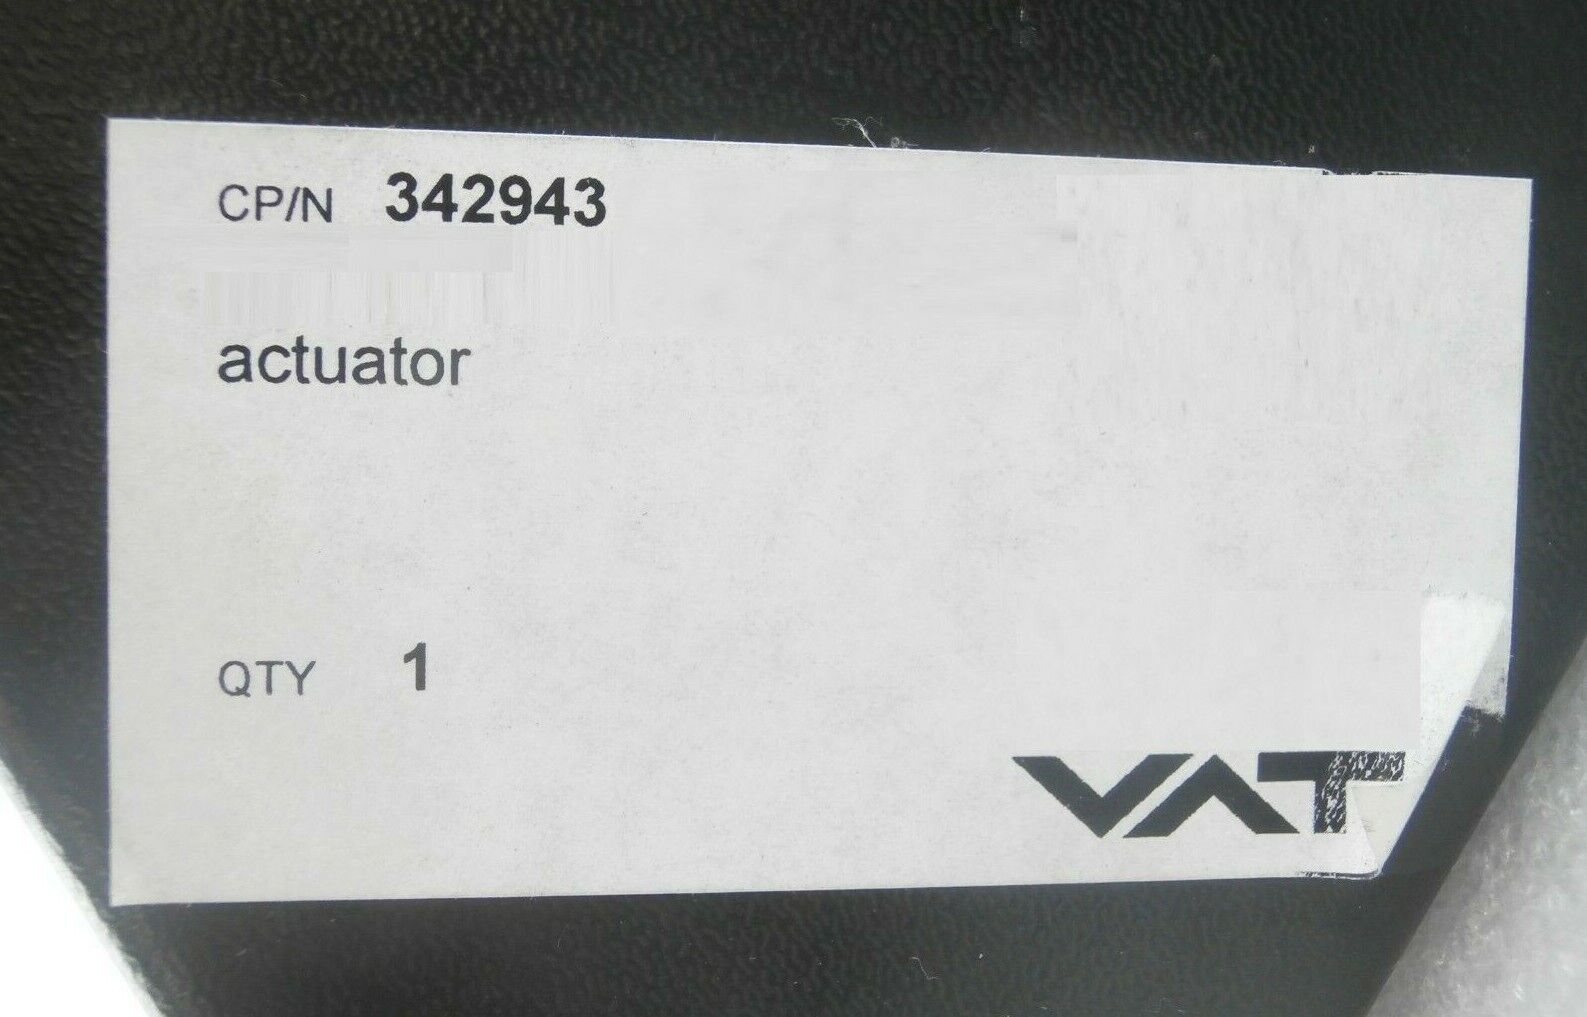 CP/N 342943
actuator
QTY 1
VAT